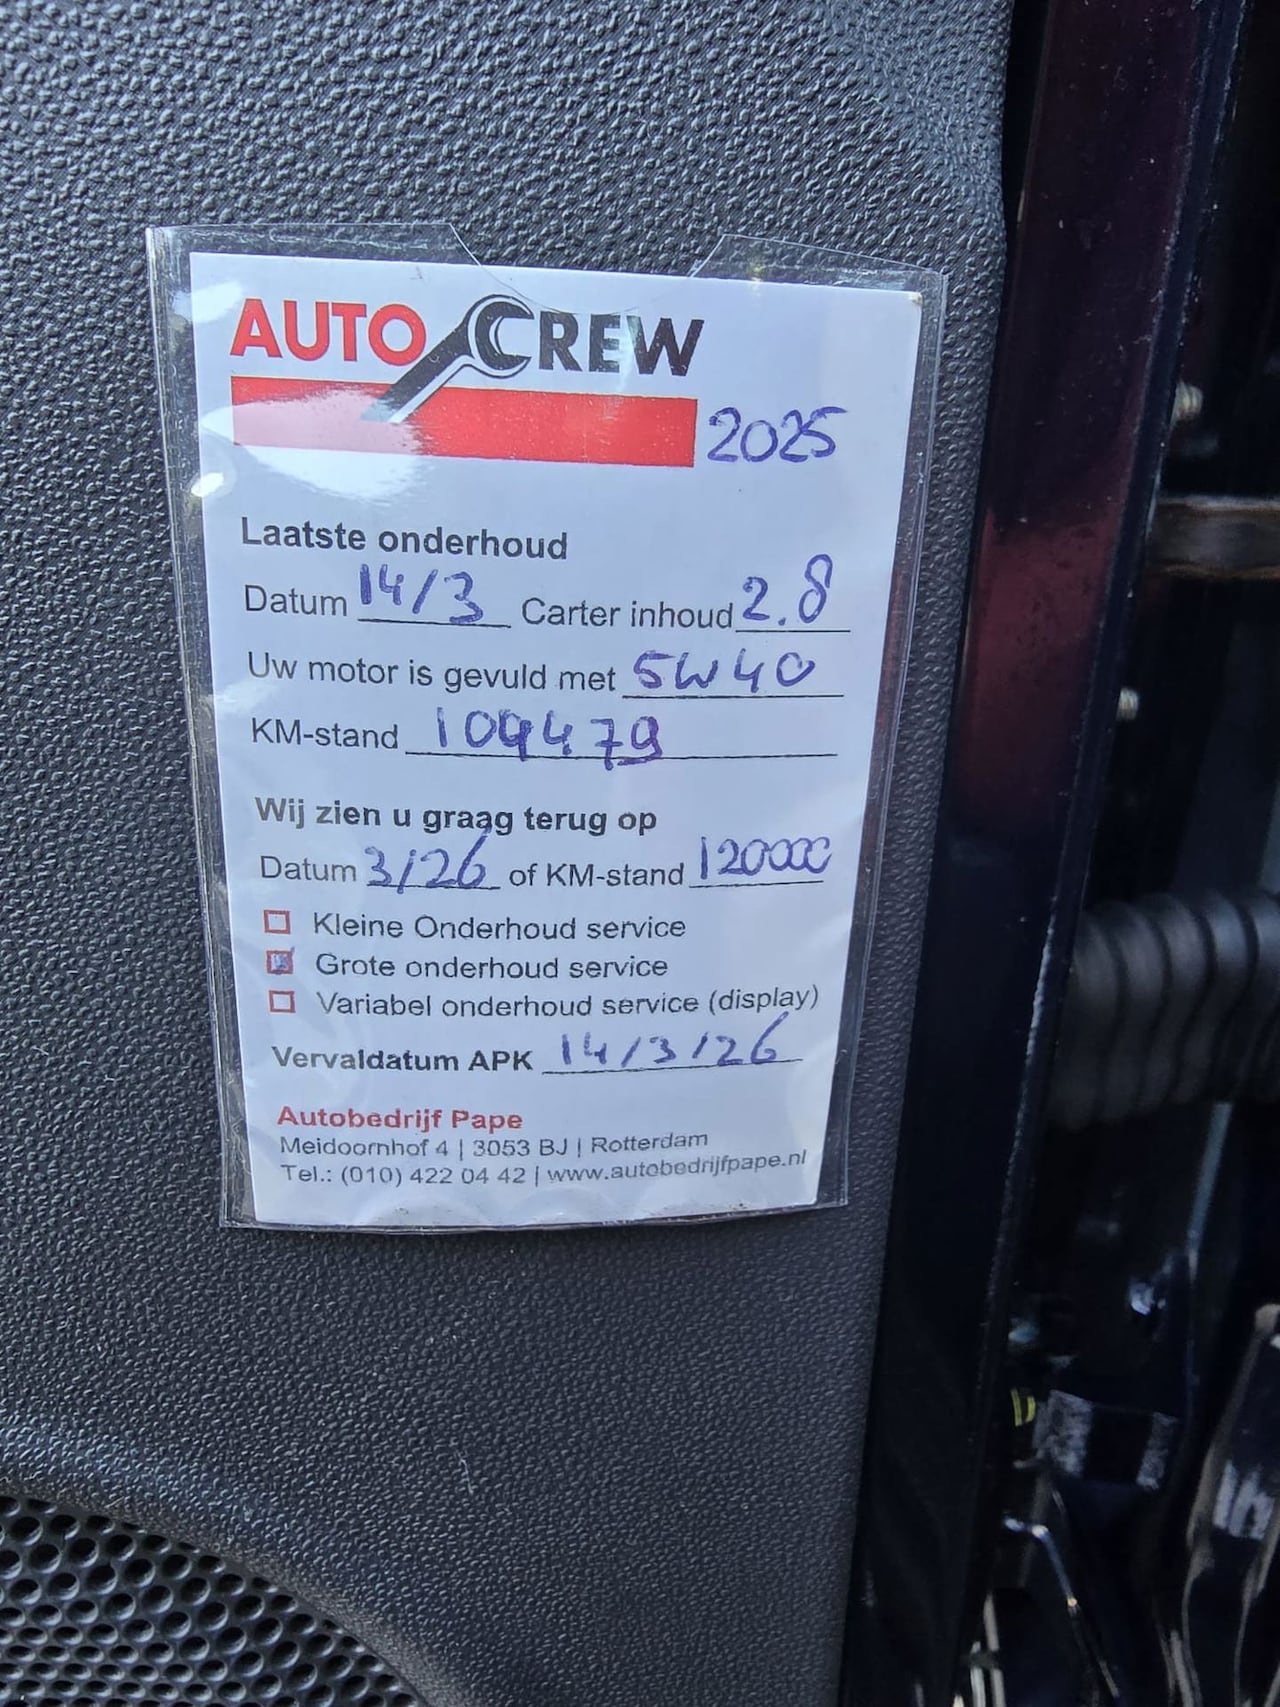 AUTO CREW
2025
Laatste onderhoud
Datum 14/3 Carter inhoud 2.8
Uw motor is gevuld met 5W40
KM-stand 109479
Wij zien u graag terug op
Datum 3/26 of KM-stand 120000
Kleine Onderhoud service
Grote onderhoud service
Variabel onderhoud service (display)
Vervaldatum APK 14/3/26
Autobedrijf Pape
Meidoornhof 4 | 3053 BJ | Rotterdam
Tel.: (010) 422 04 42 | www.autobedrijfpape.nl